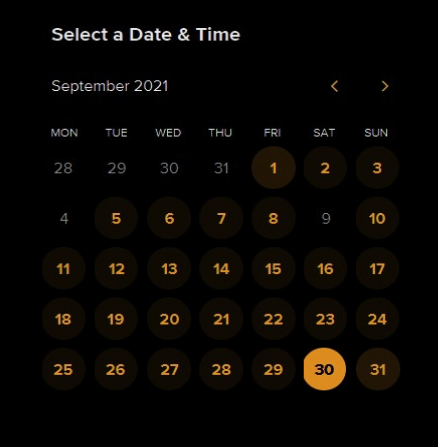 Select a Date & Time
September 2021
MON TUE WED THU FRI SAT SUN
28 29 30 31 1 2 3
4 5 6 7 8 9 10
11 12 13 14 15 16 17
18 19 20 21 22 23 24
25 26 27 28 29 30 31